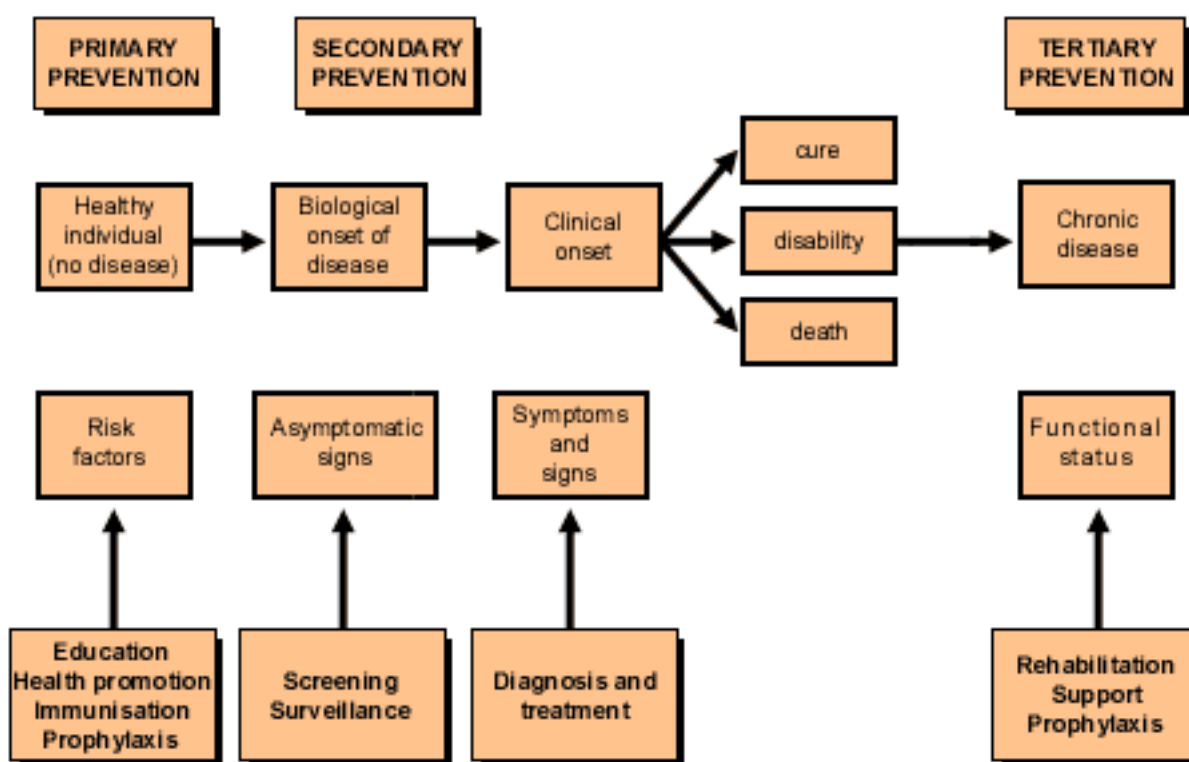 PRIMARY
PREVENTION
SECONDARY
PREVENTION
TERTIARY
PREVENTION
Healthy
individual
(no disease)
Biological
onset of
disease
Clinical
onset
cure
disability
death
Chronic
disease
Risk
factors
Asymptomatic
signs
Symptoms
and
signs
Functional
status
Education
Health promotion
Immunisation
Prophylaxis
Screening
Surveillance
Diagnosis and
treatment
Rehabilitation
Support
Prophylaxis